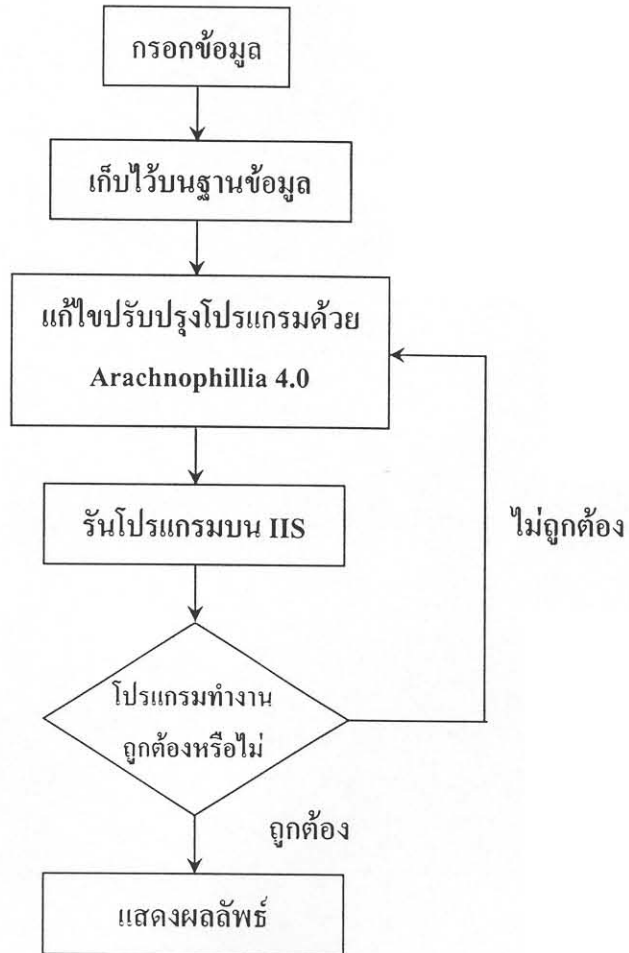 กรอกข้อมูล
เก็บไว้บนฐานข้อมูล
แก้ไขปรับปรุงโปรแกรมด้วย
Arachnophillia 4.0
รันโปรแกรมบน IIS
ไม่ถูกต้อง
โปรแกรมทำงาน
ถูกต้องหรือไม่
ถูกต้อง
แสดงผลลัพธ์